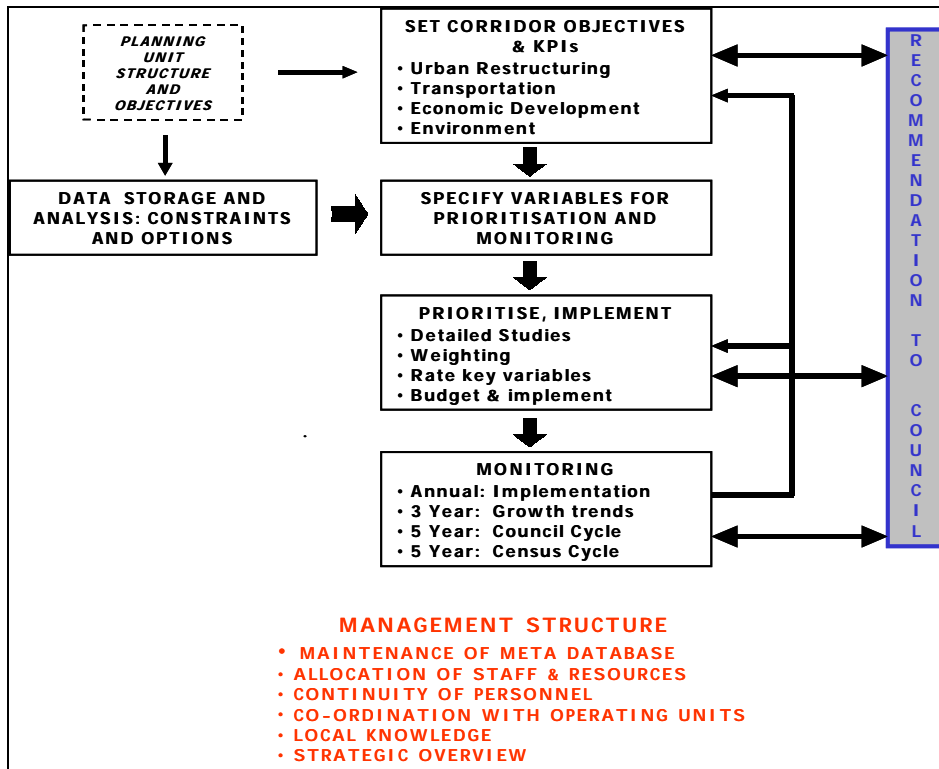 PLANNING
UNIT
STRUCTURE
AND
OBJECTIVES
SET CORRIDOR OBJECTIVES
& KPIs
• Urban Restructuring
• Transportation
• Economic Development
• Environment
DATA STORAGE AND
ANALYSIS: CONSTRAINTS
AND OPTIONS
SPECIFY VARIABLES FOR
PRIORITISATION AND
MONITORING
PRIORITISE, IMPLEMENT
• Detailed Studies
• Weighting
• Rate key variables
• Budget & implement
MONITORING
• Annual: Implementation
• 3 Year: Growth trends
• 5 Year: Council Cycle
• 5 Year: Census Cycle
RECOMMENDATION TO COUNCIL
MANAGEMENT STRUCTURE
• MAINTENANCE OF META DATABASE
• ALLOCATION OF STAFF & RESOURCES
• CONTINUITY OF PERSONNEL
• CO-ORDINATION WITH OPERATING UNITS
• LOCAL KNOWLEDGE
• STRATEGIC OVERVIEW